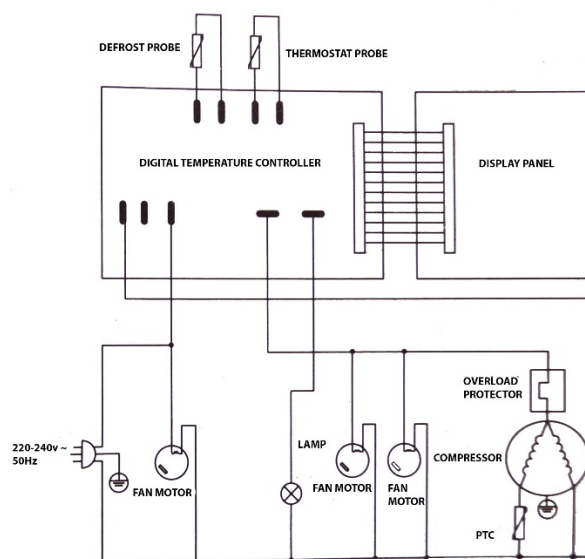 DEFROST PROBE
THERMOSTAT PROBE
DIGITAL TEMPERATURE CONTROLLER
DISPLAY PANEL
OVERLOAD
PROTECTOR
220-240v ~
50Hz
LAMP
COMPRESSOR
FAN MOTOR
FAN MOTOR
FAN
MOTOR
PTC